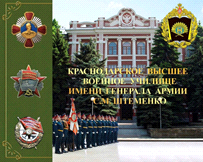 КРАСНОДАРСКОЕ ВЫСШЕЕ
ВОЕННОЕ УЧИЛИЩЕ
ИМЕНИ ГЕНЕРАЛА АРМИИ
С.М.ШТЕМЕНКО